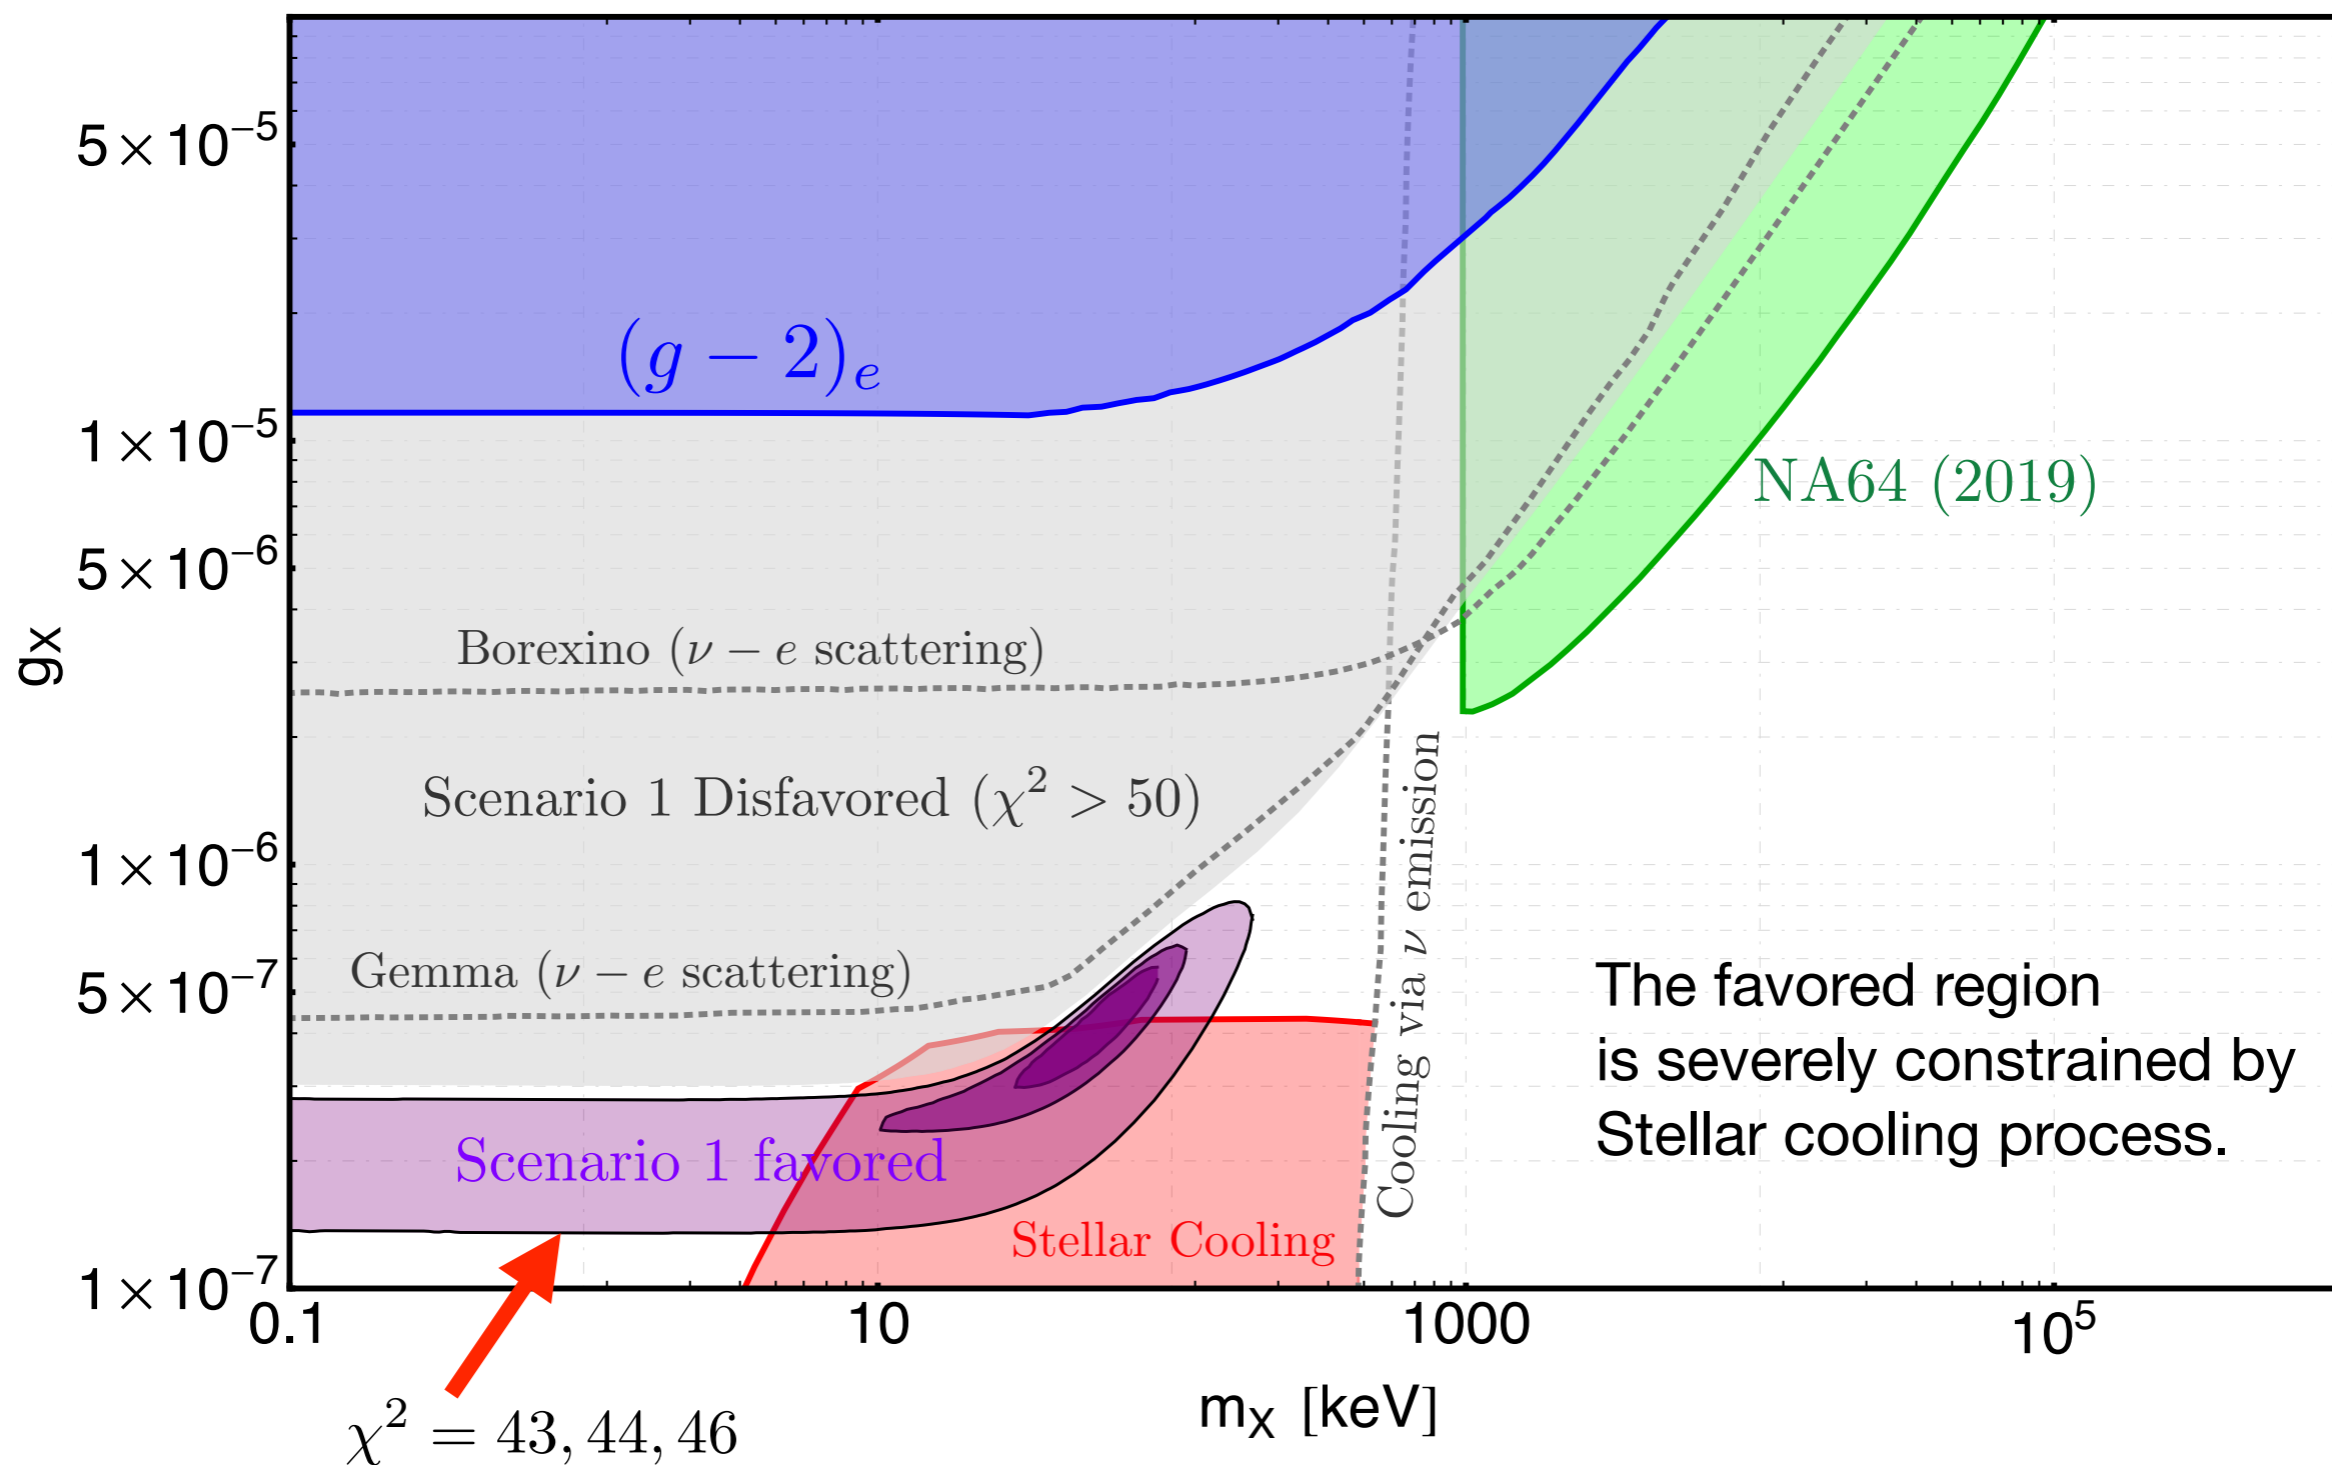 5×10⁻⁵
1×10⁻⁵
5×10⁻⁶
1×10⁻⁶
5×10⁻⁷
1×10⁻⁷
gX
(g − 2)e
NA64 (2019)
Borexino (ν − e scattering)
Scenario 1 Disfavored (χ² > 50)
Gemma (ν − e scattering)
Cooling via ν emission
The favored region
is severely constrained by
Stellar cooling process.
Scenario 1 favored
Stellar Cooling
0.1
10
1000
10⁵
mX [keV]
χ² = 43, 44, 46